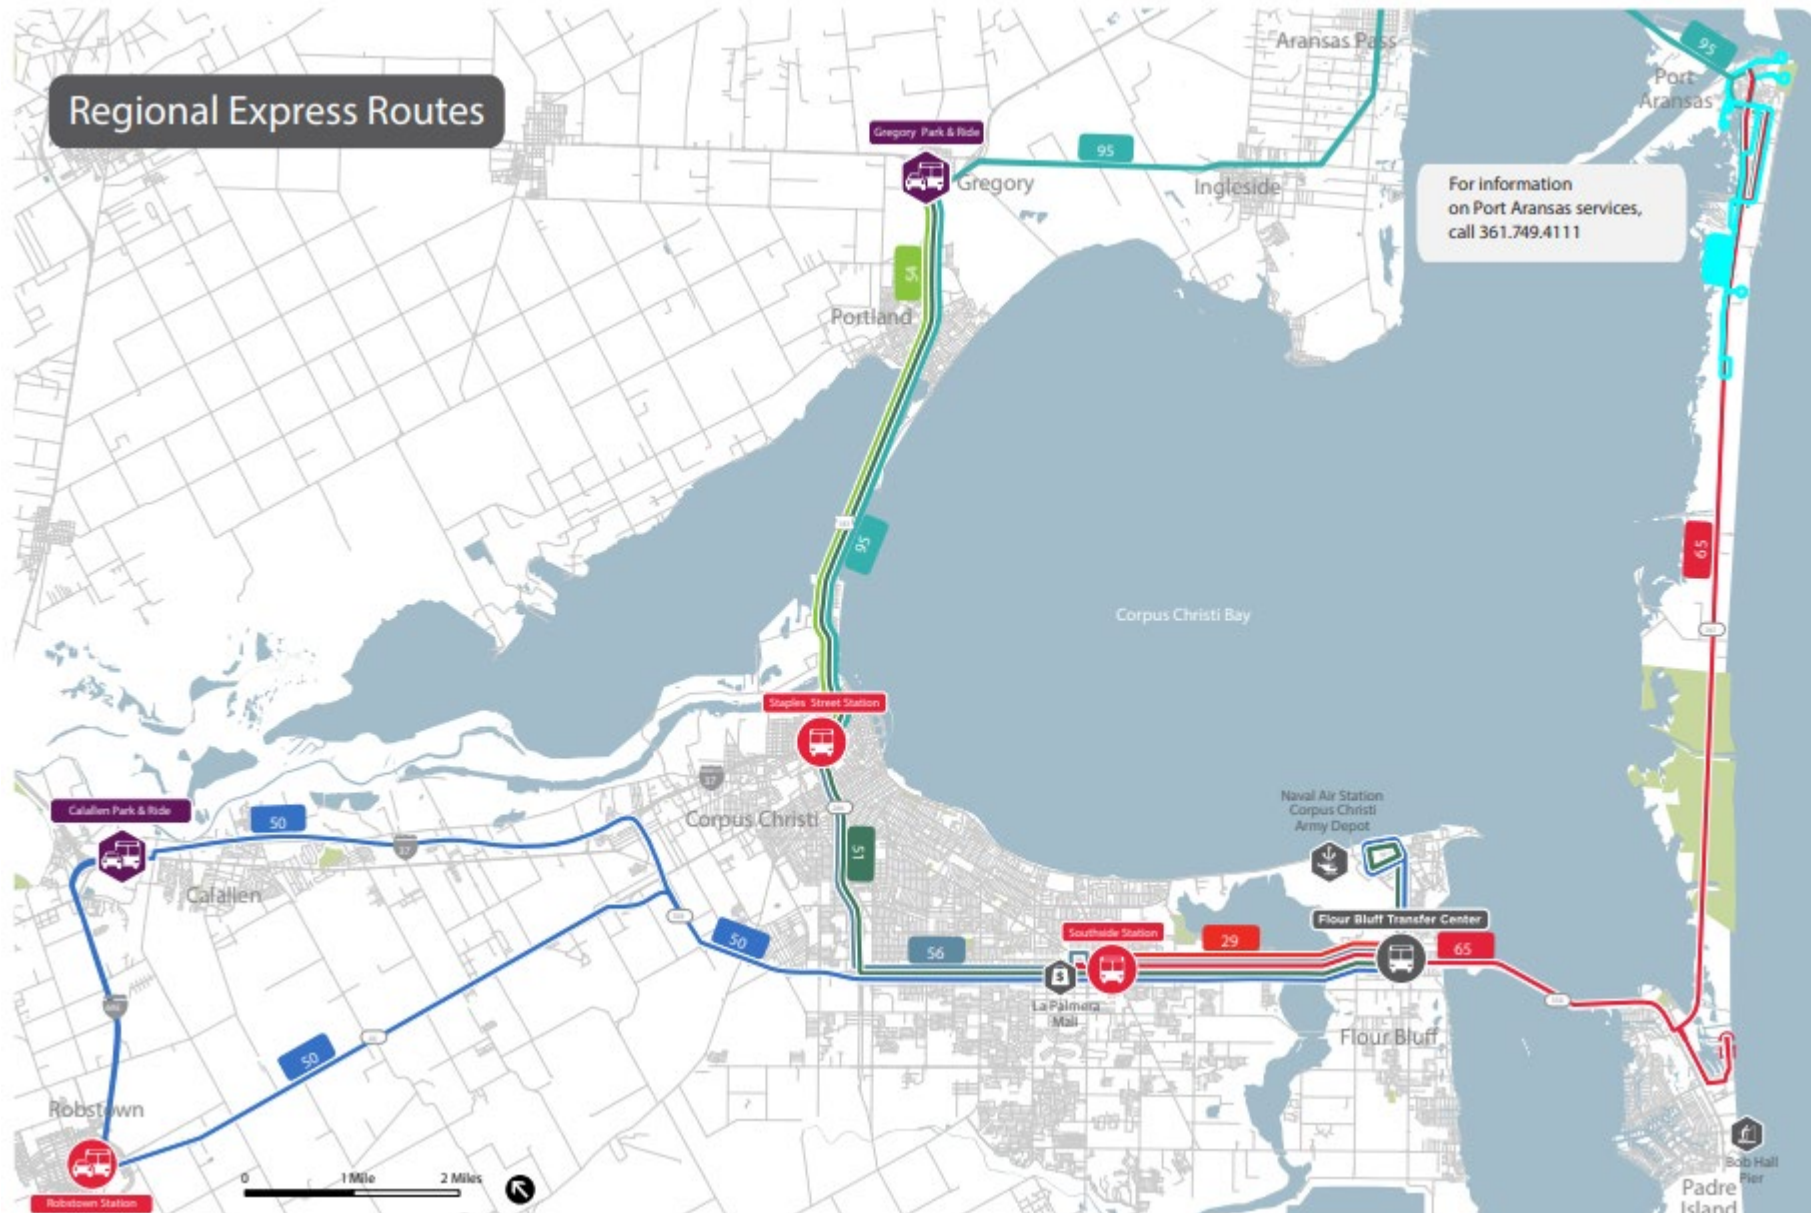 Regional Express Routes
Aransas Pass
95
Port
Aransas
Gregory Park & Ride
95
Gregory
Ingleside
For information
on Port Aransas services,
call 361.749.4111
54
Portland
95
65
Corpus Christi Bay
Staples Street Station
37
Naval Air Station
Corpus Christi
Army Depot
Calallen Park & Ride
50
Corpus Christi
37
51
Calallen
Flour Bluff Transfer Center
Southside Station
50
56
29
65
$
La Palmera
Mall
Flour Bluff
50
Robstown
Bob Hall
Pier
0
1 Mile
2 Miles
Padre
Island
Robstown Station